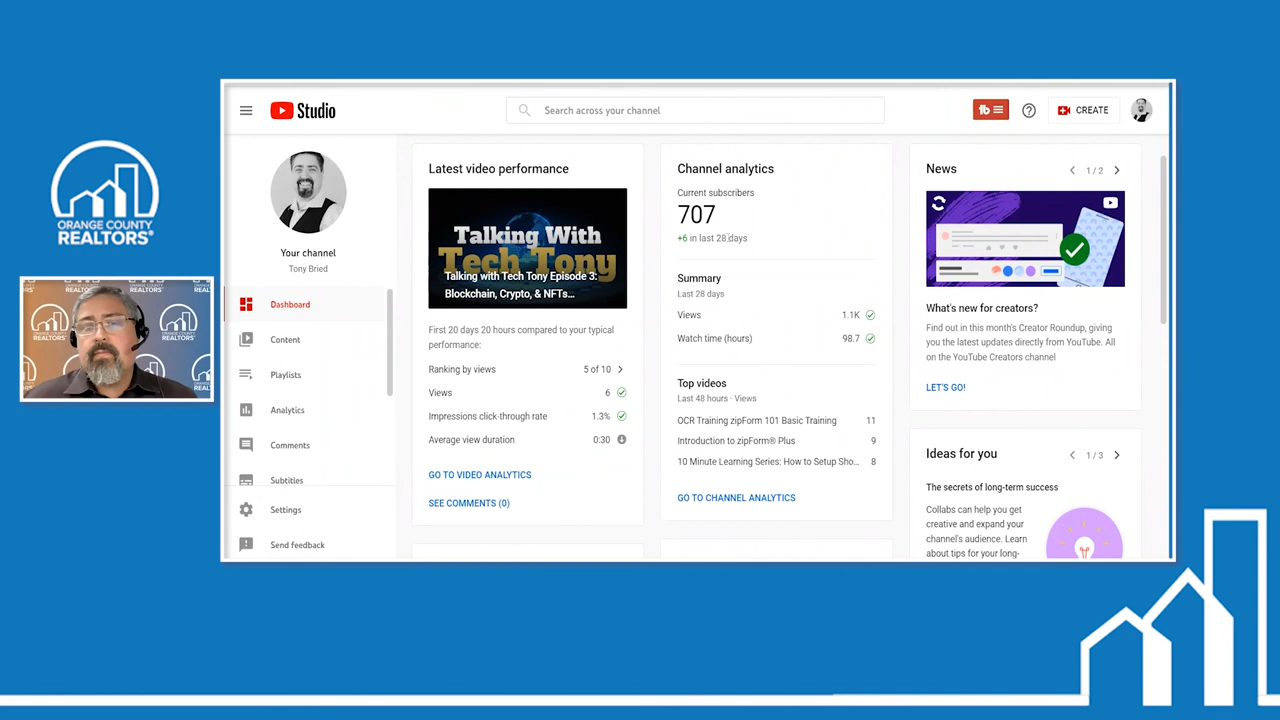 ORANGE COUNTY
REALTORS®
Studio
Search across your channel
CREATE
Your channel
Tony Bried
Dashboard
Content
Playlists
Analytics
Comments
Subtitles
Settings
Send feedback
Latest video performance
Talking With
Tech Tony
Talking with Tech Tony Episode 3:
Blockchain, Crypto, & NFTs...
First 20 days 20 hours compared to your typical
performance:
Ranking by views 5 of 10
Views 6
Impressions click-through rate 1.3%
Average view duration 0:30
GO TO VIDEO ANALYTICS
SEE COMMENTS (0)
Channel analytics
Current subscribers
707
+6 in last 28 days
Summary
Last 28 days
Views 1.1K
Watch time (hours) 98.7
Top videos
Last 48 hours · Views
OCR Training zipForm 101 Basic Training 11
Introduction to zipForm® Plus 9
10 Minute Learning Series: How to Setup Sho... 8
GO TO CHANNEL ANALYTICS
News
1 / 2
What's new for creators?
Find out in this month's Creator Roundup, giving
you the latest updates directly from YouTube. All
on the YouTube Creators channel
LET'S GO!
Ideas for you
1 / 3
The secrets of long-term success
Collabs can help you get
creative and expand your
channel's audience. Learn
about tips for your long-